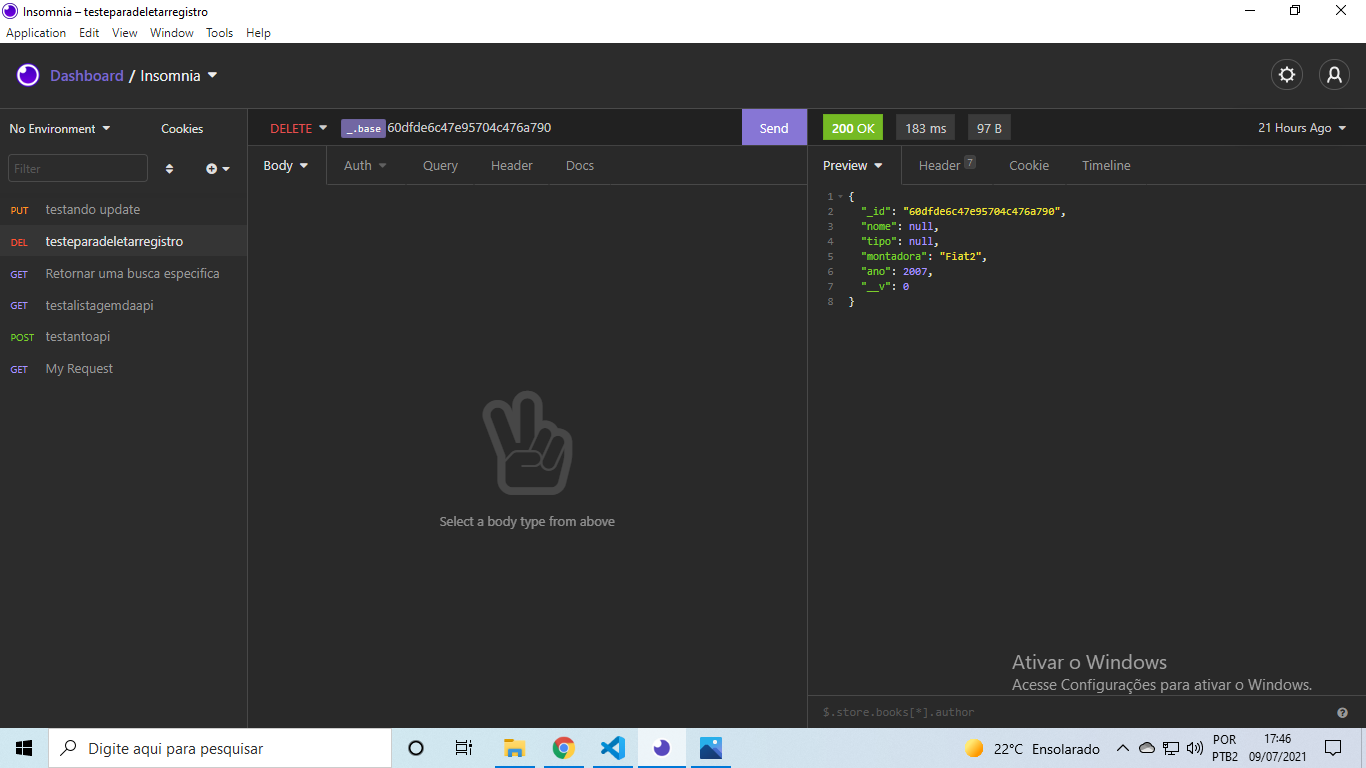 Insomnia – testeparadeletarregistro
Application Edit View Window Tools Help
Dashboard / Insomnia
No Environment Cookies
DELETE _.base 60dfde6c47e95704c476a790 Send
200 OK 183 ms 97 B 21 Hours Ago
Filter
Body Auth Query Header Docs
Preview Header 7 Cookie Timeline
PUT testando update
DEL testeparadeletarregistro
GET Retornar uma busca especifica
GET testalistagemdaapi
POST testantoapi
GET My Request
Select a body type from above
1 {
2 "_id": "60dfde6c47e95704c476a790",
3 "nome": null,
4 "tipo": null,
5 "montadora": "Fiat2",
6 "ano": 2007,
7 "__v": 0
8 }
Ativar o Windows
Acesse Configurações para ativar o Windows.
$.store.books[*].author
Digite aqui para pesquisar
22°C Ensolarado
POR
PTB2
17:46
09/07/2021